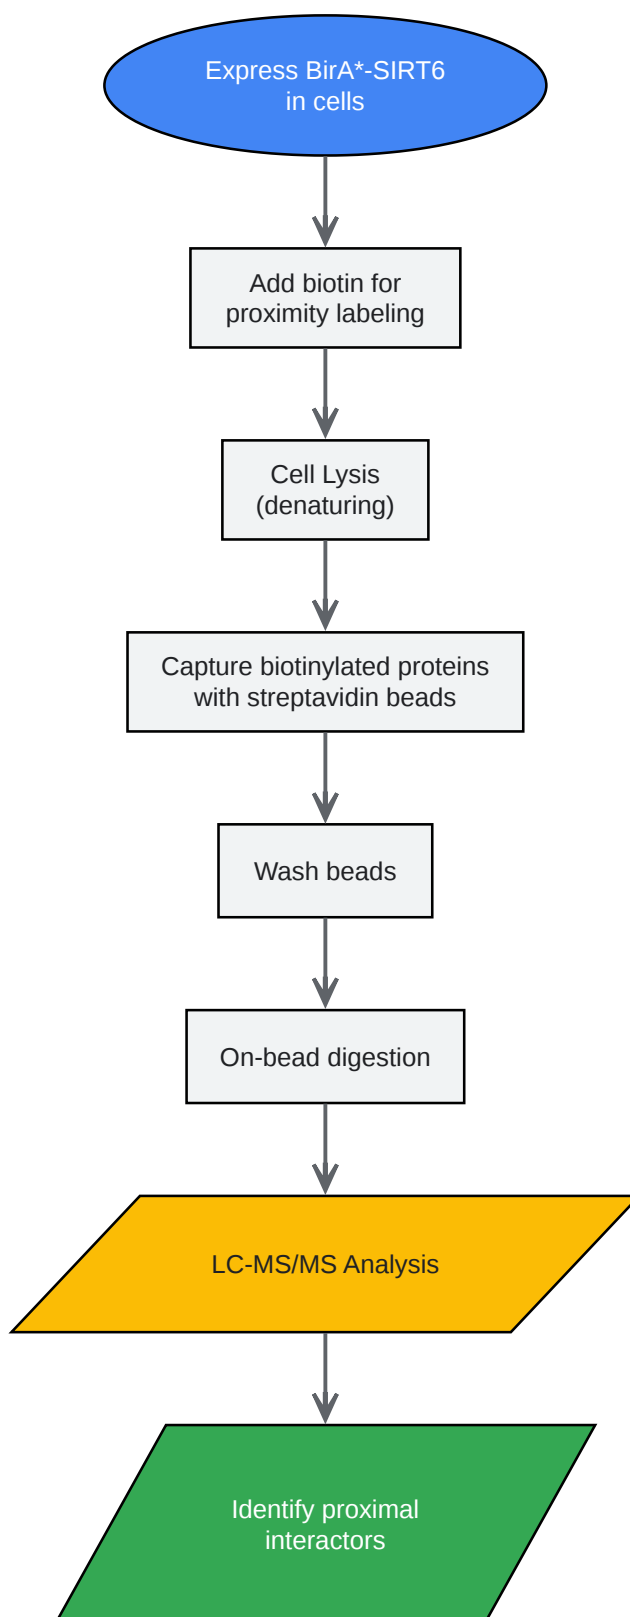 Express BirA*-SIRT6
in cells
Add biotin for
proximity labeling
Cell Lysis
(denaturing)
Capture biotinylated proteins
with streptavidin beads
Wash beads
On-bead digestion
LC-MS/MS Analysis
Identify proximal
interactors